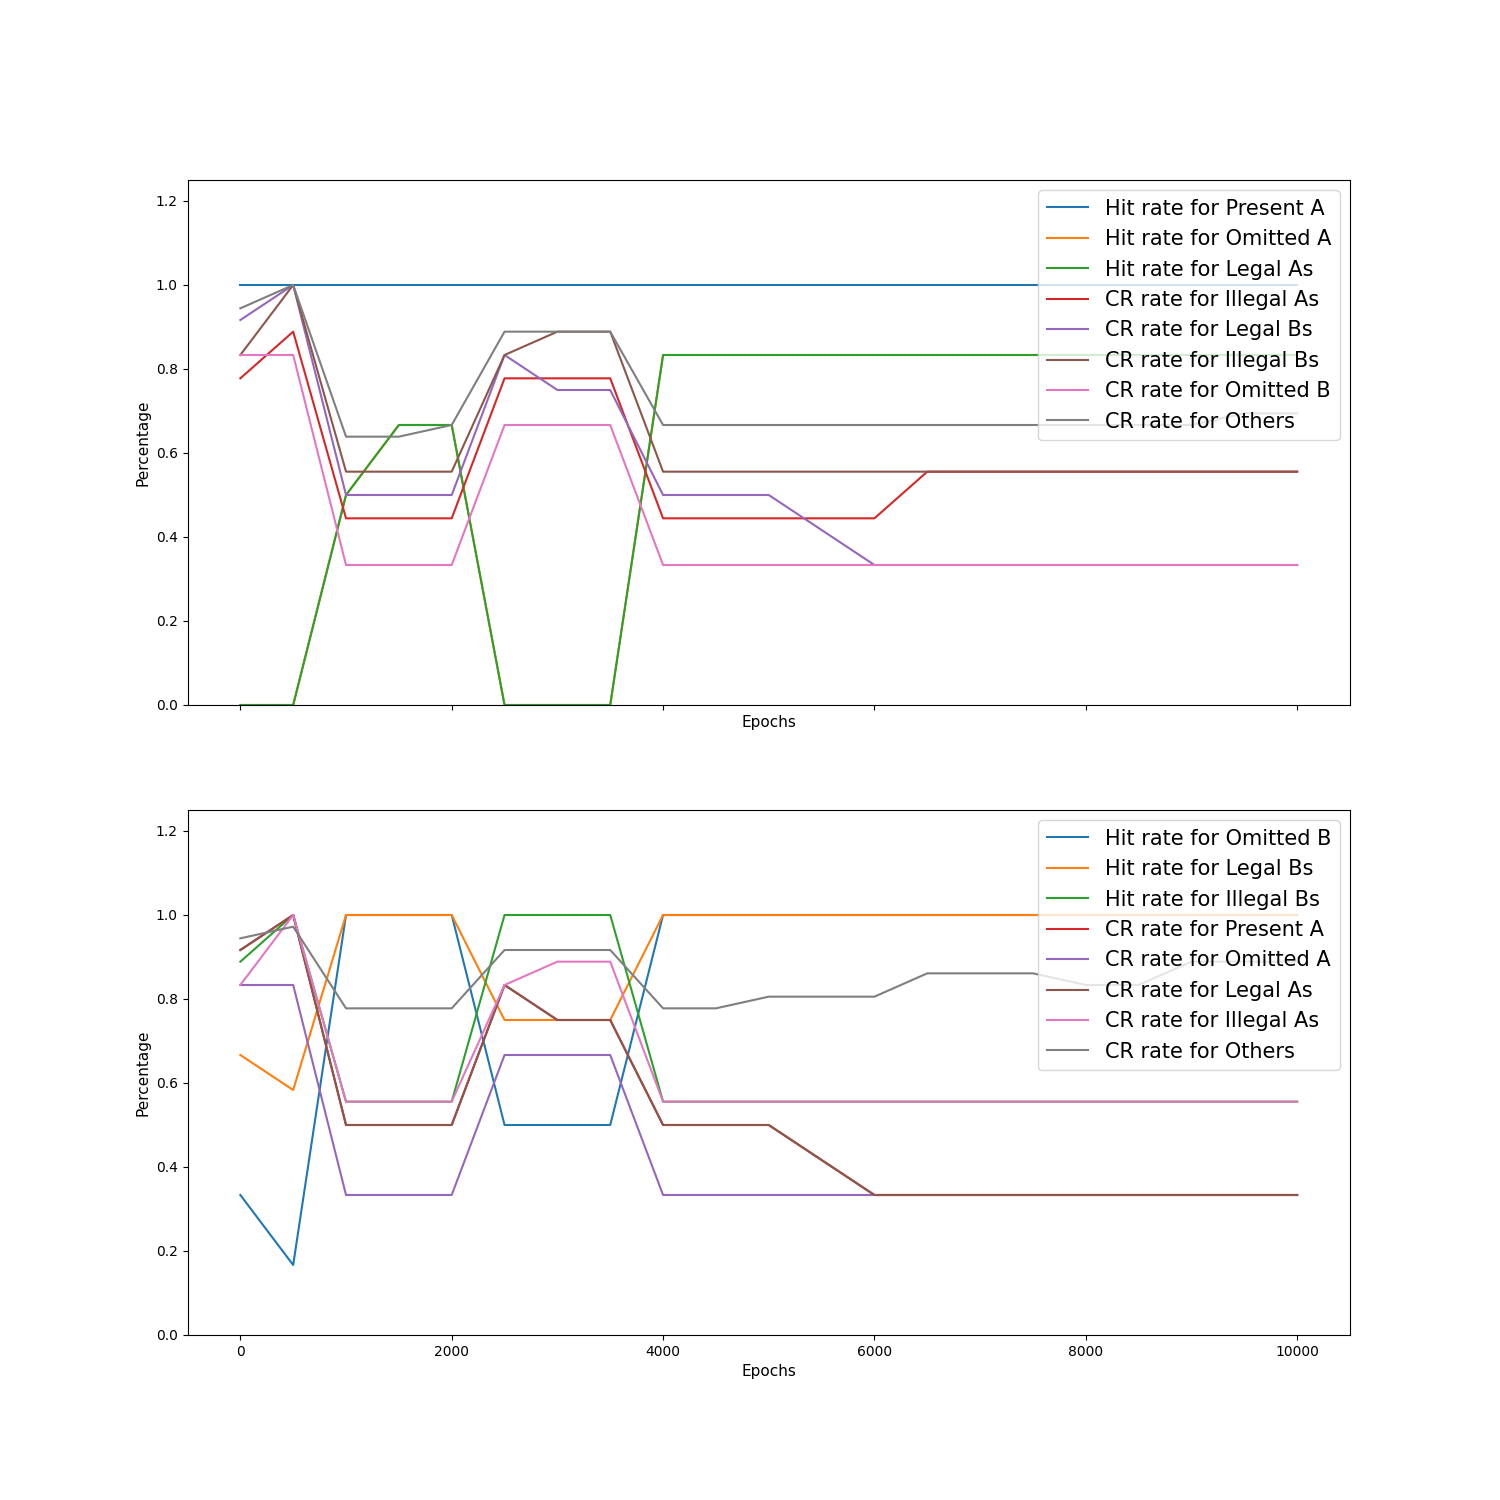 1.2
1.0
0.8
0.6
0.4
0.2
0.0
Percentage
Epochs
Hit rate for Present A
Hit rate for Omitted A
Hit rate for Legal As
CR rate for Illegal As
CR rate for Legal Bs
CR rate for Illegal Bs
CR rate for Omitted B
CR rate for Others
1.2
1.0
0.8
0.6
0.4
0.2
0.0
Percentage
0 2000 4000 6000 8000 10000
Epochs
Hit rate for Omitted B
Hit rate for Legal Bs
Hit rate for Illegal Bs
CR rate for Present A
CR rate for Omitted A
CR rate for Legal As
CR rate for Illegal As
CR rate for Others